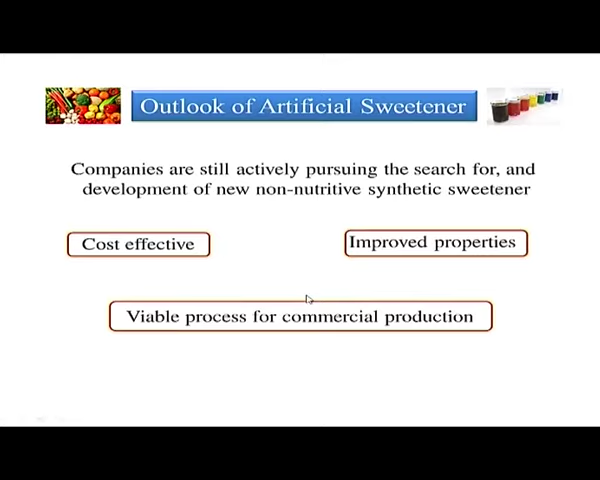 Outlook of Artificial Sweetener
Companies are still actively pursuing the search for, and
development of new non-nutritive synthetic sweetener
Cost effective
Improved properties
Viable process for commercial production